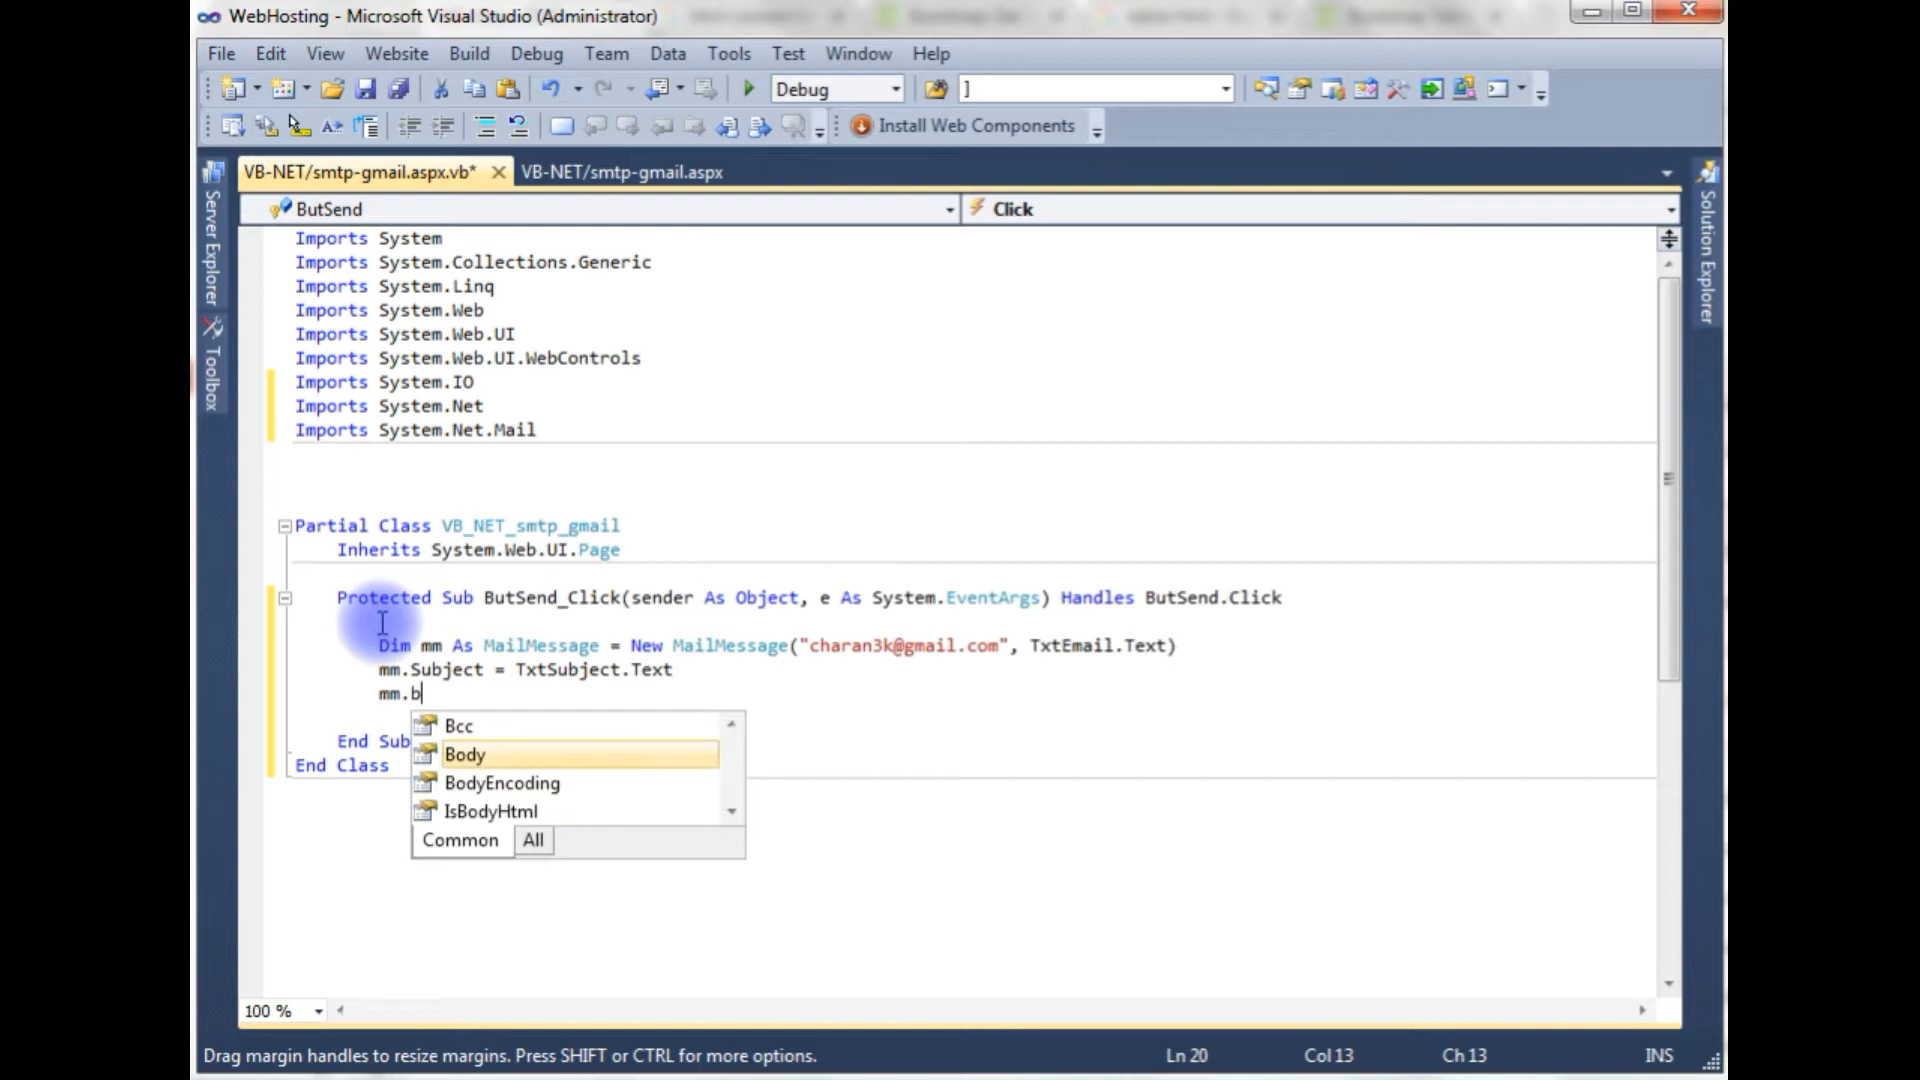 WebHosting - Microsoft Visual Studio (Administrator)
File Edit View Website Build Debug Team Data Tools Test Window Help
Debug ]
Install Web Components
VB-NET/smtp-gmail.aspx.vb* VB-NET/smtp-gmail.aspx
Server Explorer
Toolbox
Solution Explorer
ButSend Click
Imports System
Imports System.Collections.Generic
Imports System.Linq
Imports System.Web
Imports System.Web.UI
Imports System.Web.UI.WebControls
Imports System.IO
Imports System.Net
Imports System.Net.Mail
Partial Class VB_NET_smtp_gmail
Inherits System.Web.UI.Page
Protected Sub ButSend_Click(sender As Object, e As System.EventArgs) Handles ButSend.Click
Dim mm As MailMessage = New MailMessage("charan3k@gmail.com", TxtEmail.Text)
mm.Subject = TxtSubject.Text
mm.b
Bcc
Body
BodyEncoding
IsBodyHtml
Common All
End Sub
End Class
100 %
Drag margin handles to resize margins. Press SHIFT or CTRL for more options. Ln 20 Col 13 Ch 13 INS